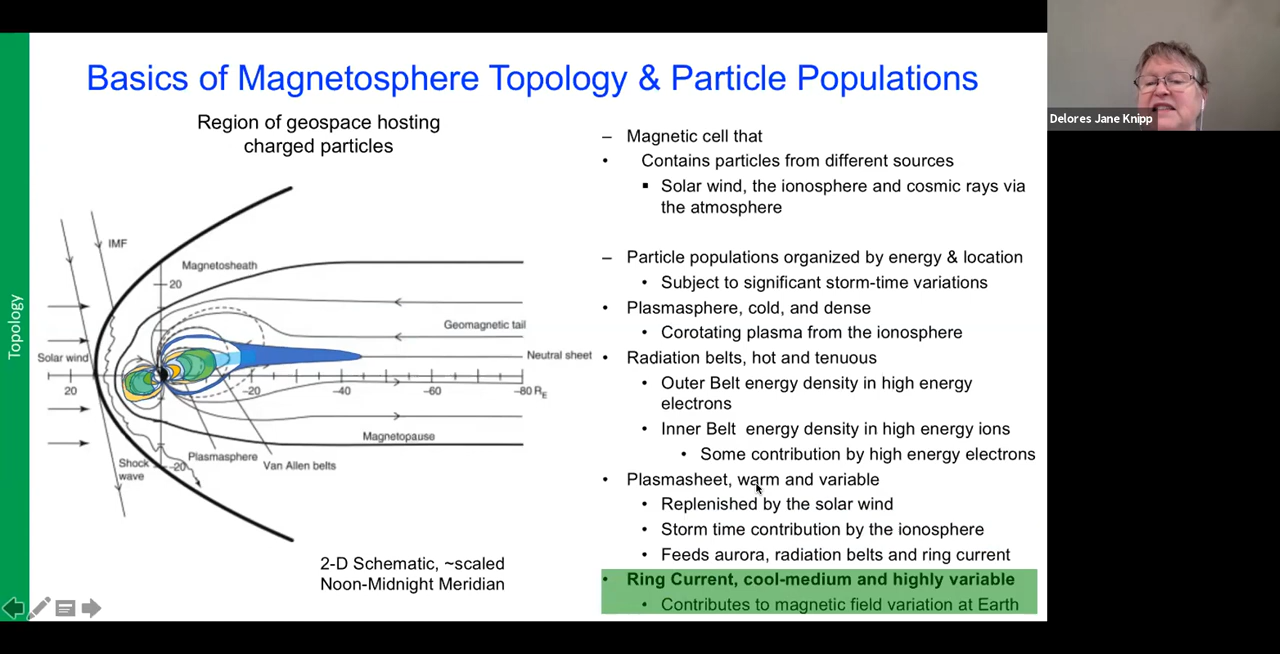 Basics of Magnetosphere Topology & Particle Populations
Delores Jane Knipp
Topology
Region of geospace hosting
charged particles
IMF
Magnetosheath
20
Geomagnetic tail
Solar wind
Neutral sheet
20
–20
–40
–60
–80 RE
Magnetopause
Plasmasphere
Van Allen belts
Shock
wave
–20
2-D Schematic, ~scaled
Noon-Midnight Meridian
– Magnetic cell that
• Contains particles from different sources
▪ Solar wind, the ionosphere and cosmic rays via
the atmosphere
– Particle populations organized by energy & location
• Subject to significant storm-time variations
• Plasmasphere, cold, and dense
• Corotating plasma from the ionosphere
• Radiation belts, hot and tenuous
• Outer Belt energy density in high energy
electrons
• Inner Belt energy density in high energy ions
• Some contribution by high energy electrons
• Plasmasheet, warm and variable
• Replenished by the solar wind
• Storm time contribution by the ionosphere
• Feeds aurora, radiation belts and ring current
• Ring Current, cool-medium and highly variable
• Contributes to magnetic field variation at Earth